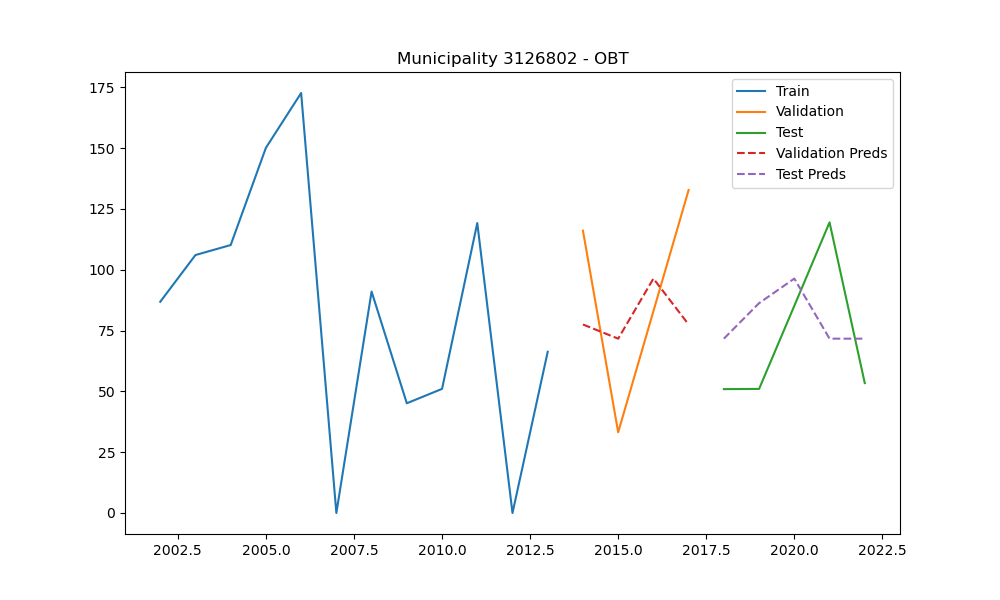 Municipality 3126802 - OBT
175
150
125
100
75
50
25
0
2002.5 2005.0 2007.5 2010.0 2012.5 2015.0 2017.5 2020.0 2022.5
Train
Validation
Test
Validation Preds
Test Preds